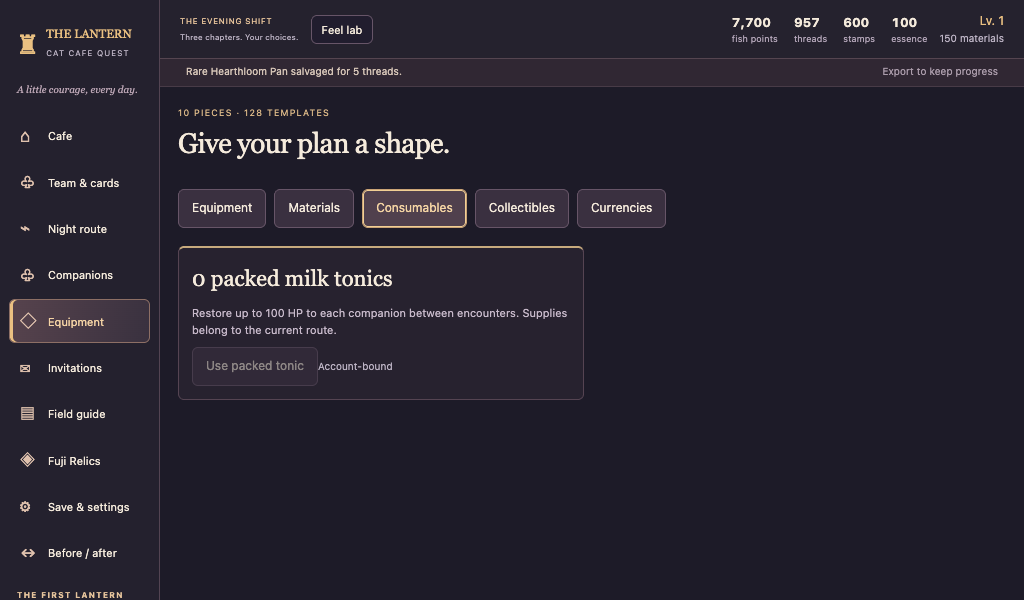 THE LANTERN
CAT CAFE QUEST
A little courage, every day.
Cafe
Team & cards
Night route
Companions
Equipment
Invitations
Field guide
Fuji Relics
Save & settings
Before / after
THE FIRST LANTERN
THE EVENING SHIFT
Three chapters. Your choices.
Feel lab
7,700
fish points
957
threads
600
stamps
100
essence
Lv. 1
150 materials
Rare Hearthloom Pan salvaged for 5 threads.
Export to keep progress
10 PIECES · 128 TEMPLATES
Give your plan a shape.
Equipment
Materials
Consumables
Collectibles
Currencies
0 packed milk tonics
Restore up to 100 HP to each companion between encounters. Supplies
belong to the current route.
Use packed tonic
Account-bound